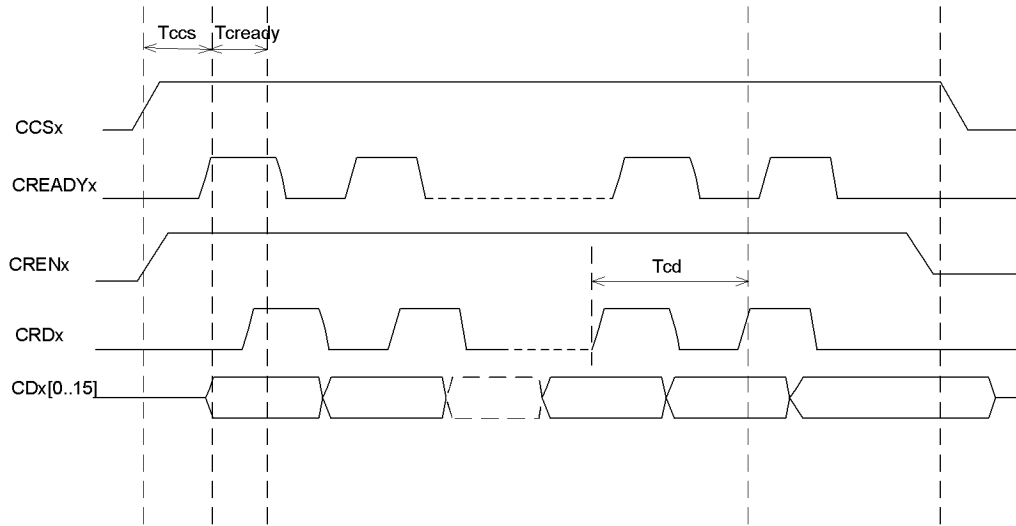 Tccs Tcready
CCSx
CREADYx
CRENx
Tcd
CRDx
CDx[0..15]